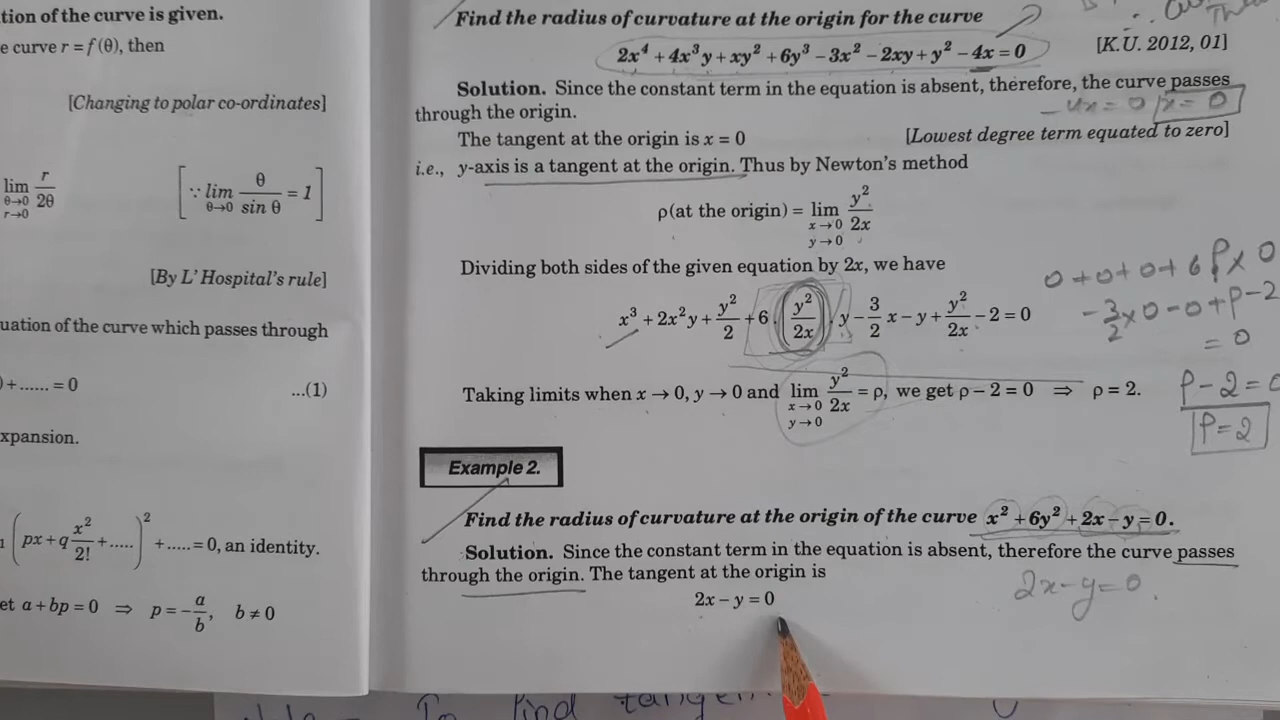 tion of the curve is given.
e curve r = f (θ), then
[Changing to polar co-ordinates]
lim θ→0 r→0 r/2θ [∵ lim θ→0 θ/sin θ = 1]
[By L' Hospital's rule]
uation of the curve which passes through
) + ...... = 0 ...(1)
xpansion.
1 (px + q x²/2! + .....)² + ..... = 0, an identity.
et a + bp = 0 ⇒ p = − a/b, b ≠ 0
Find the radius of curvature at the origin for the curve
2x⁴ + 4x³y + xy² + 6y³ − 3x² − 2xy + y² − 4x = 0 [K.U. 2012, 01]
Solution. Since the constant term in the equation is absent, therefore, the curve passes
through the origin.
−4x = 0 x = 0
The tangent at the origin is x = 0 [Lowest degree term equated to zero]
i.e., y-axis is a tangent at the origin. Thus by Newton's method
ρ(at the origin) = lim x→0 y→0 y²/2x
Dividing both sides of the given equation by 2x, we have
x³ + 2x²y + y²/2 + 6 . (y²/2x) . y − 3/2 x − y + y²/2x − 2 = 0
Taking limits when x → 0, y → 0 and lim x→0 y→0 y²/2x = ρ, we get ρ − 2 = 0 ⇒ ρ = 2.
0 + 0 + 0 + 6 ρ × 0
− 3/2 × 0 − 0 + ρ − 2
= 0
ρ − 2 = 0
ρ = 2
Example 2.
Find the radius of curvature at the origin of the curve x² + 6y² + 2x − y = 0.
Solution. Since the constant term in the equation is absent, therefore the curve passes
through the origin. The tangent at the origin is
2x − y = 0
2x − y = 0.
To find